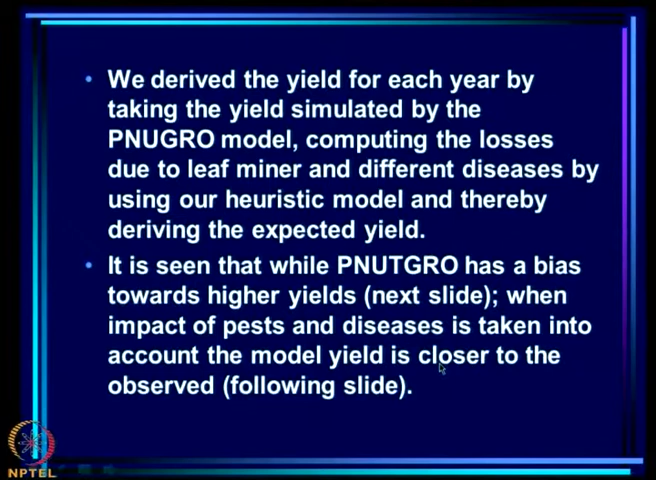 • We derived the yield for each year by
taking the yield simulated by the
PNUGRO model, computing the losses
due to leaf miner and different diseases by
using our heuristic model and thereby
deriving the expected yield.
• It is seen that while PNUTGRO has a bias
towards higher yields (next slide); when
impact of pests and diseases is taken into
account the model yield is closer to the
observed (following slide).
NPTEL